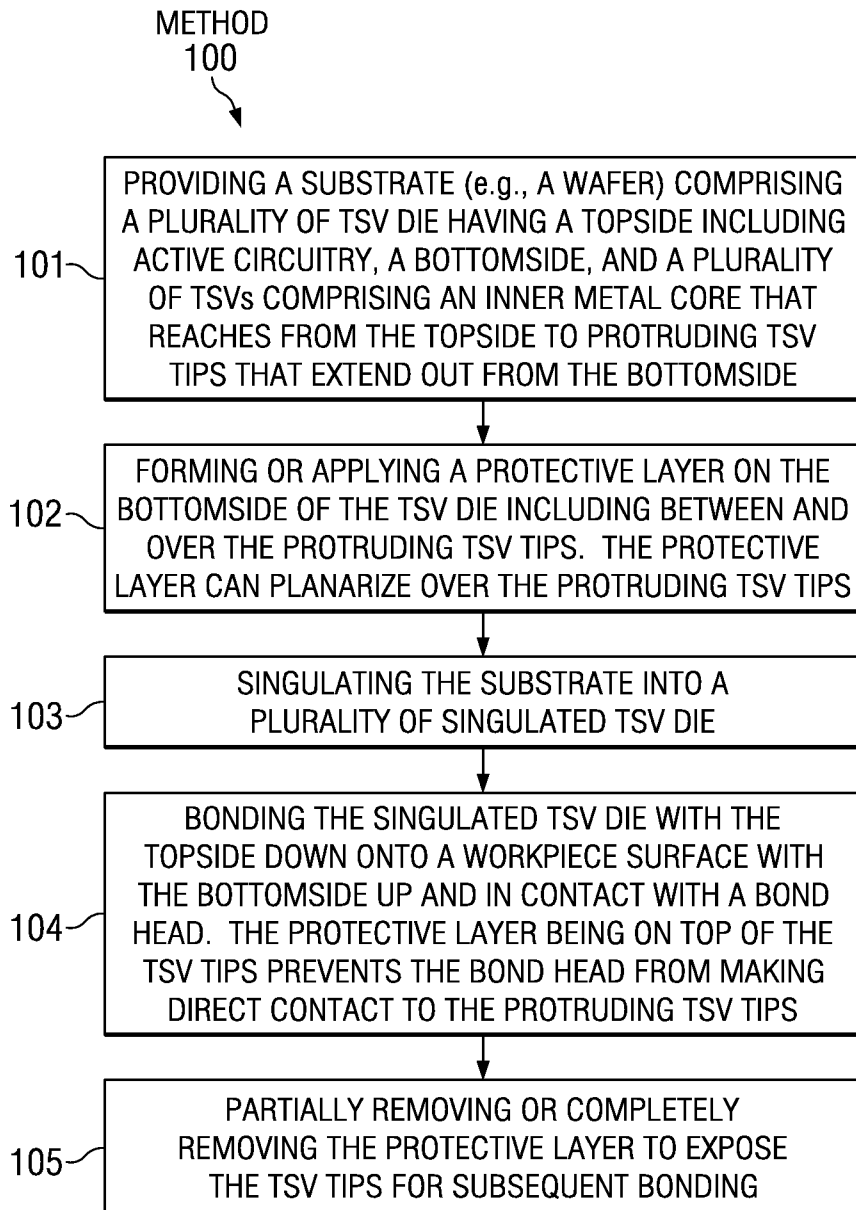 METHOD
100
101
PROVIDING A SUBSTRATE (e.g., A WAFER) COMPRISING
A PLURALITY OF TSV DIE HAVING A TOPSIDE INCLUDING
ACTIVE CIRCUITRY, A BOTTOMSIDE, AND A PLURALITY
OF TSVs COMPRISING AN INNER METAL CORE THAT
REACHES FROM THE TOPSIDE TO PROTRUDING TSV
TIPS THAT EXTEND OUT FROM THE BOTTOMSIDE
102
FORMING OR APPLYING A PROTECTIVE LAYER ON THE
BOTTOMSIDE OF THE TSV DIE INCLUDING BETWEEN AND
OVER THE PROTRUDING TSV TIPS. THE PROTECTIVE
LAYER CAN PLANARIZE OVER THE PROTRUDING TSV TIPS
103
SINGULATING THE SUBSTRATE INTO A
PLURALITY OF SINGULATED TSV DIE
104
BONDING THE SINGULATED TSV DIE WITH THE
TOPSIDE DOWN ONTO A WORKPIECE SURFACE WITH
THE BOTTOMSIDE UP AND IN CONTACT WITH A BOND
HEAD. THE PROTECTIVE LAYER BEING ON TOP OF THE
TSV TIPS PREVENTS THE BOND HEAD FROM MAKING
DIRECT CONTACT TO THE PROTRUDING TSV TIPS
105
PARTIALLY REMOVING OR COMPLETELY
REMOVING THE PROTECTIVE LAYER TO EXPOSE
THE TSV TIPS FOR SUBSEQUENT BONDING